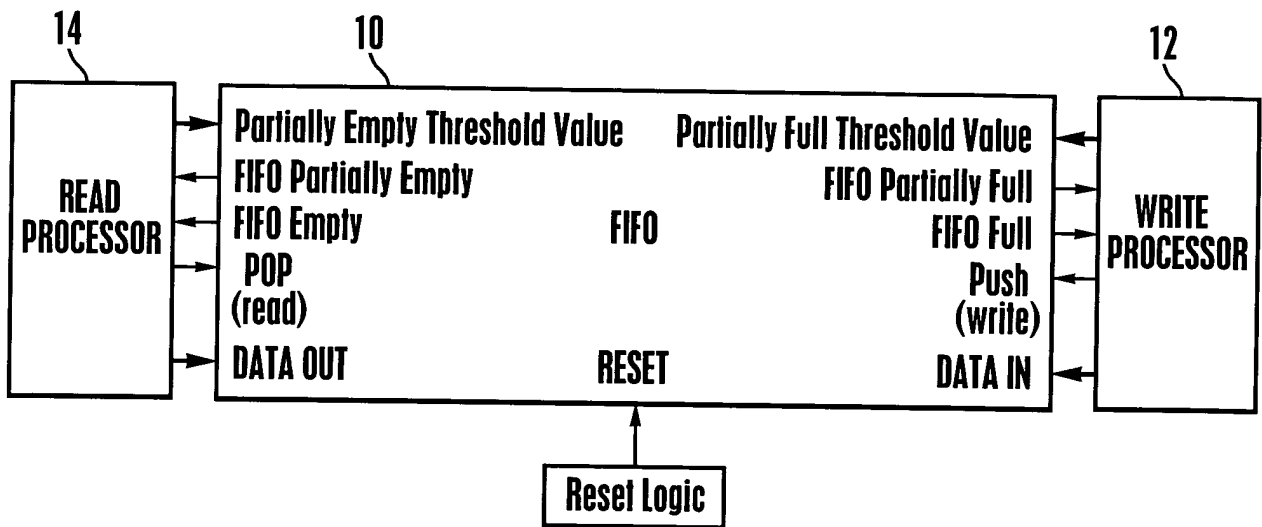 14
10
12
Partially Empty Threshold Value
Partially Full Threshold Value
FIFO Partially Empty
FIFO Partially Full
READ
PROCESSOR
FIFO Empty
FIFO
FIFO Full
WRITE
PROCESSOR
POP
(read)
Push
(write)
DATA OUT
RESET
DATA IN
Reset Logic